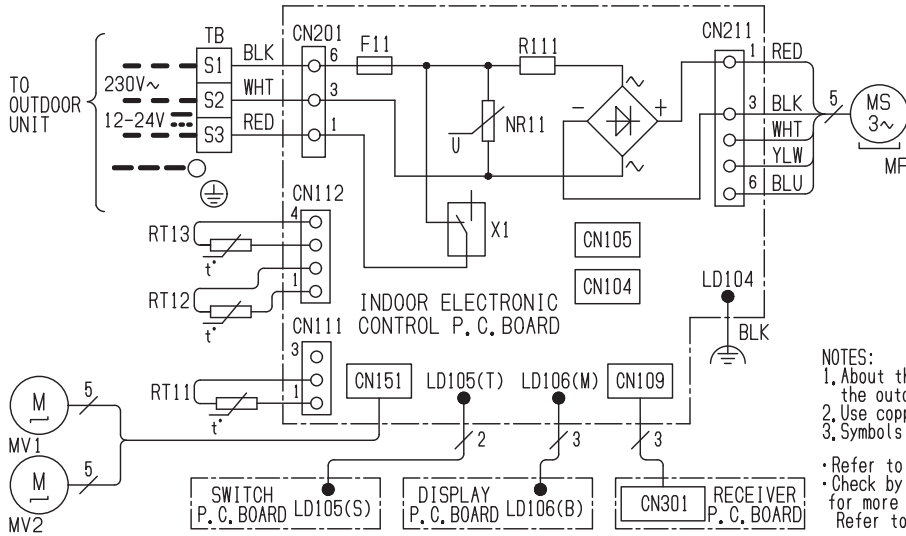 TO
OUTDOOR
UNIT
TB
S1
S2
S3
230V~
12-24V
BLK
WHT
RED
CN201
6
3
1
F11
R111
NR11
U
X1
~
~
-
+
CN211
1
3
6
RED
BLK
WHT
YLW
BLU
5
MS
3~
MF
CN112
4
1
RT13
t°
RT12
t°
CN111
3
1
RT11
t°
CN105
CN104
INDOOR ELECTRONIC
CONTROL P.C.BOARD
LD104
BLK
CN151
LD105(T)
LD106(M)
CN109
2
3
3
M
MV1
5
M
MV2
5
SWITCH
P.C.BOARD
LD105(S)
DISPLAY
P.C.BOARD
LD106(B)
CN301
RECEIVER
P.C.BOARD
NOTES:
1. About th
the outd
2. Use copp
3. Symbols
・Refer to
・Check by
for more
Refer to